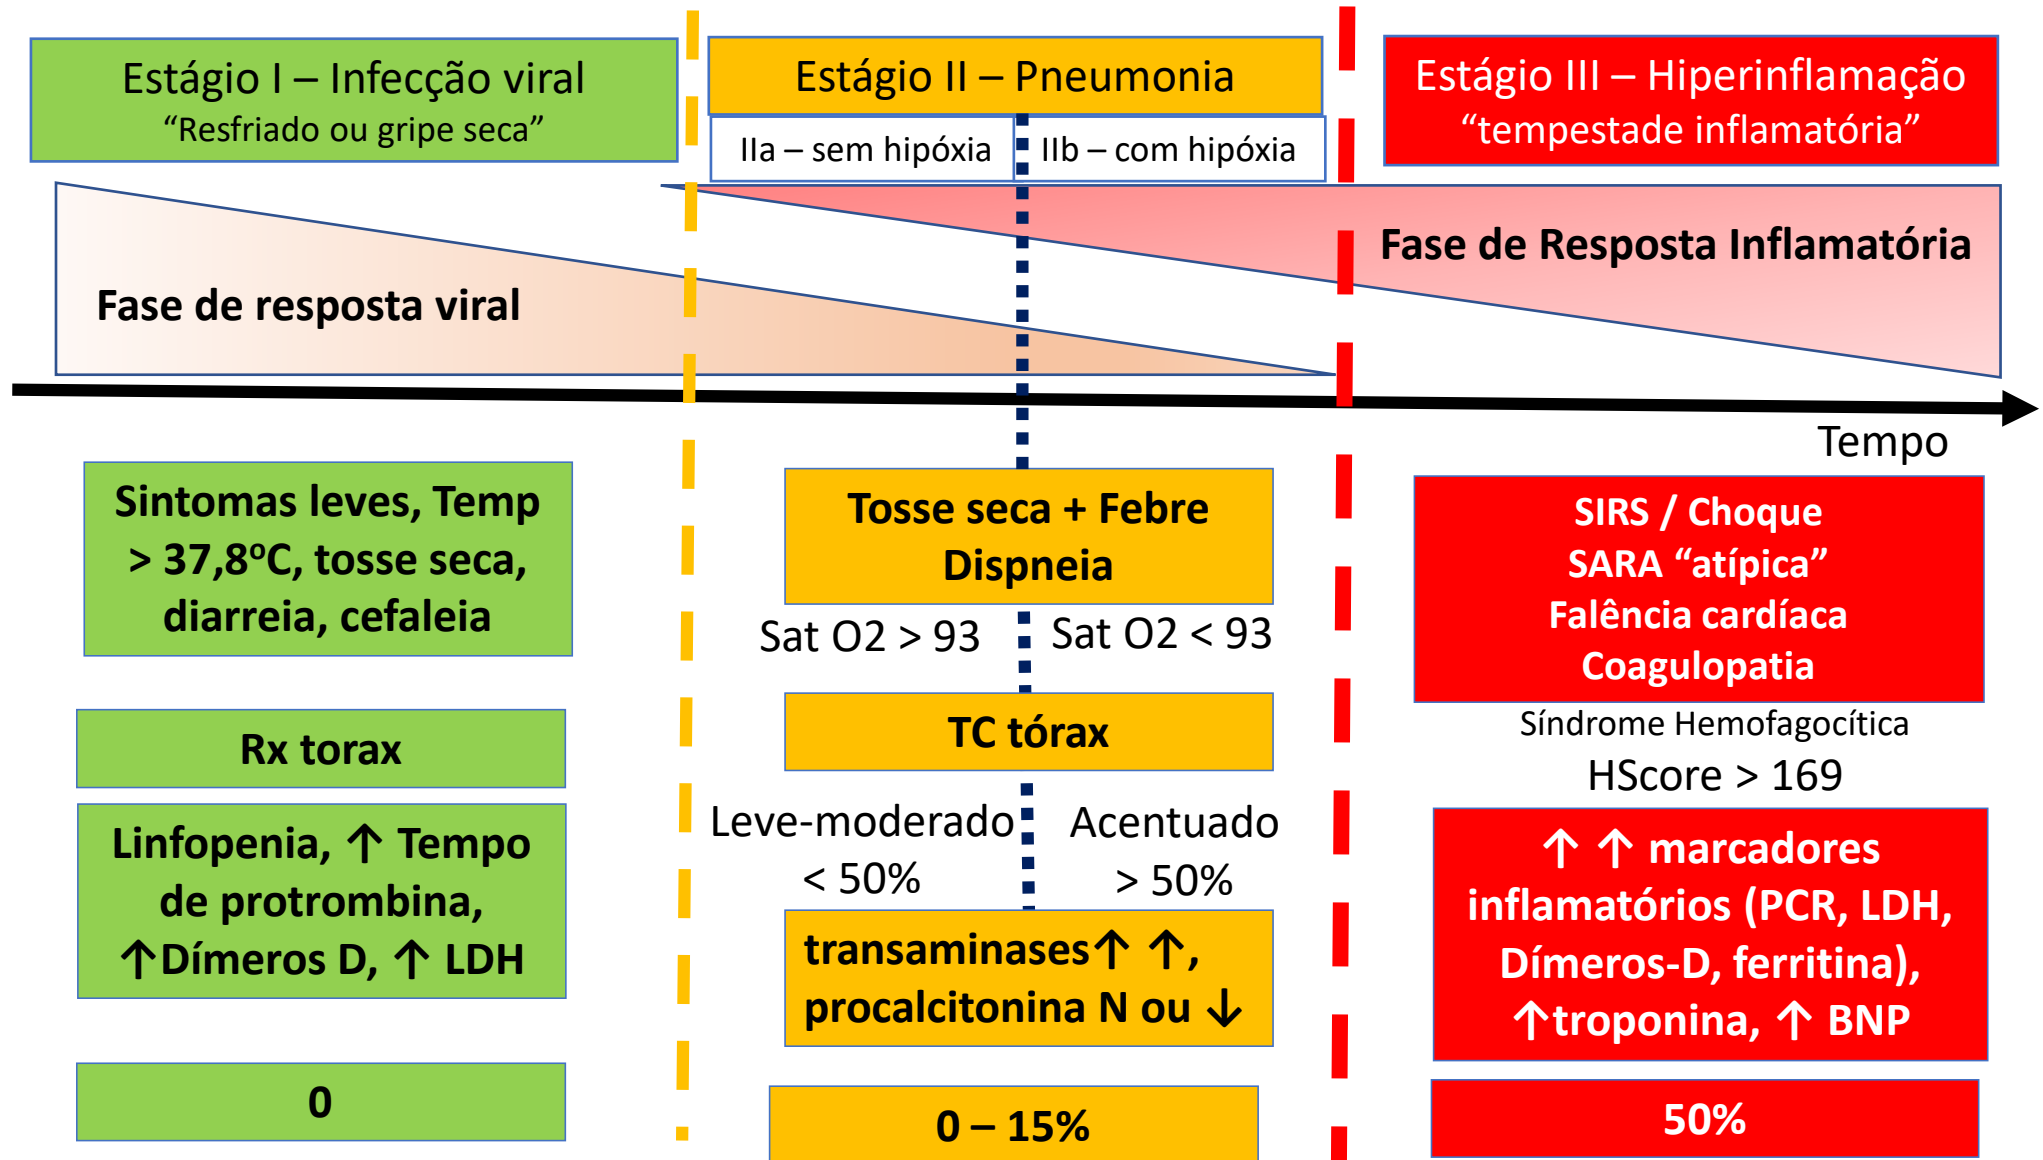 Estágio I – Infecção viral
“Resfriado ou gripe seca”
Estágio II – Pneumonia
IIa – sem hipóxia
IIb – com hipóxia
Estágio III – Hiperinflamação
“tempestade inflamatória”
Fase de resposta viral
Fase de Resposta Inflamatória
Tempo
Sintomas leves, Temp
> 37,8ºC, tosse seca,
diarreia, cefaleia
Rx torax
Linfopenia, ↑ Tempo
de protrombina,
↑Dímeros D, ↑ LDH
0
Tosse seca + Febre
Dispneia
Sat O2 > 93
Sat O2 < 93
TC tórax
Leve-moderado
< 50%
Acentuado
> 50%
transaminases↑ ↑,
procalcitonina N ou ↓
0 – 15%
SIRS / Choque
SARA “atípica”
Falência cardíaca
Coagulopatia
Síndrome Hemofagocítica
HScore > 169
↑ ↑ marcadores
inflamatórios (PCR, LDH,
Dímeros-D, ferritina),
↑troponina, ↑ BNP
50%